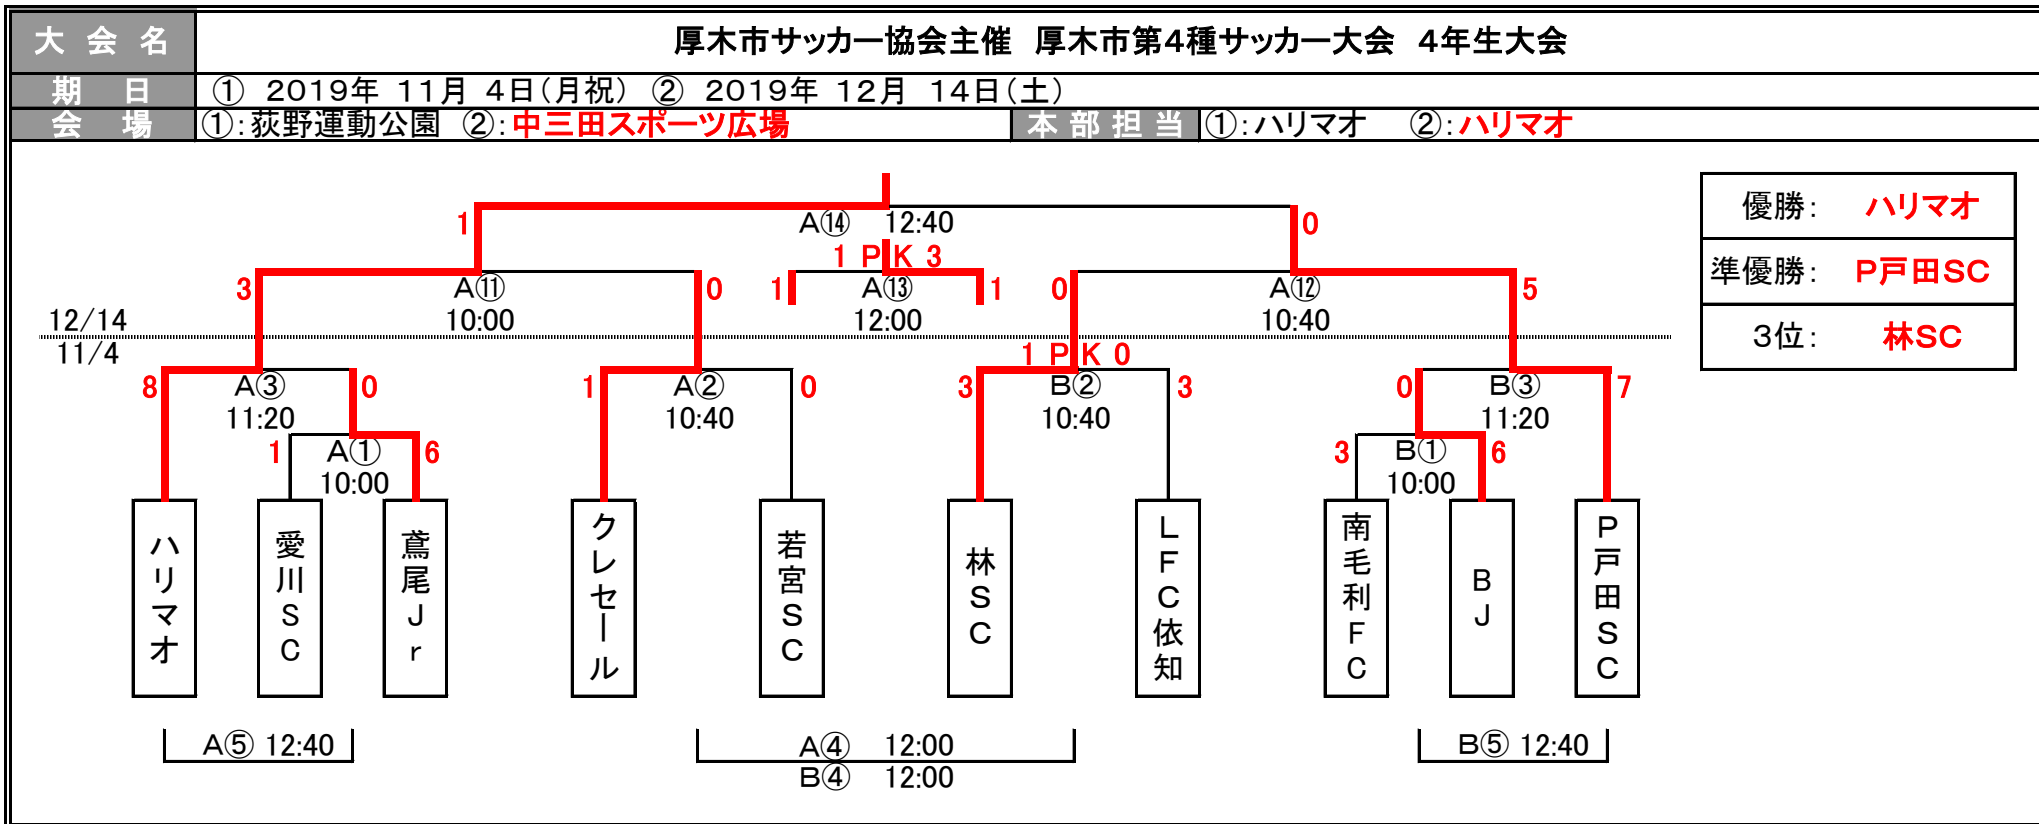 大会名 厚木市サッカー協会主催 厚木市第4種サッカー大会 4年生大会
期日 ① 2019年 11月 4日(月祝) ② 2019年 12月 14日(土)
会場 ①:荻野運動公園 ②:中三田スポーツ広場 本部担当 ①:ハリマオ ②:ハリマオ
優勝: ハリマオ
準優勝: P戸田SC
3位: 林SC
1 A⑭ 12:40 0
1 PK 3
3 A⑪ 0 1 A⑬ 1 0 A⑫ 5
10:00 12:00 10:40
12/14
11/4
1 PK 0
8 A③ 0 1 A② 0 3 B② 3 0 B③ 7
11:20 10:40 10:40 11:20
1 A① 6 3 B① 6
10:00 10:00
ハリマオ
愛川SC
鳶尾Jr
クレセール
若宮SC
林SC
LFC依知
南毛利FC
BJ
P戸田SC
A⑤ 12:40 A④ 12:00 B⑤ 12:40
B④ 12:00